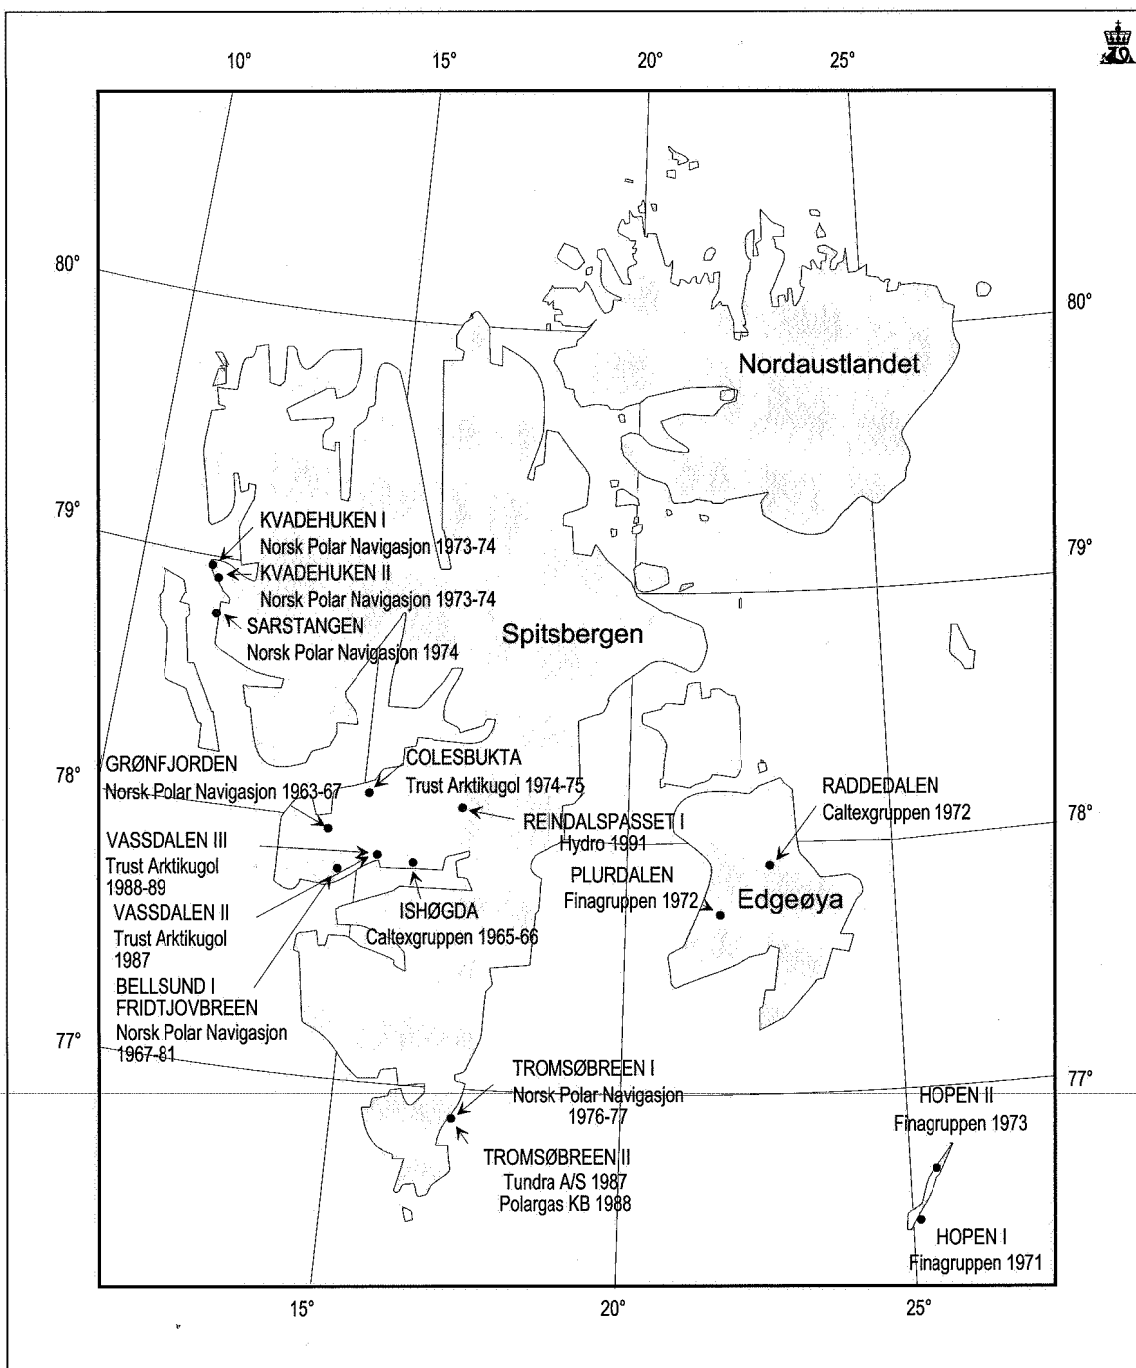 10°
15°
20°
25°
80°
80°
Nordaustlandet
79°
79°
KVADEHUKEN I
Norsk Polar Navigasjon 1973-74
KVADEHUKEN II
Norsk Polar Navigasjon 1973-74
SARSTANGEN
Norsk Polar Navigasjon 1974
Spitsbergen
78°
78°
GRØNFJORDEN
Norsk Polar Navigasjon 1963-67
COLESBUKTA
Trust Arktikugol 1974-75
REINDALSPASSET I
Hydro 1991
RADDEDALEN
Caltexgruppen 1972
VASSDALEN III
Trust Arktikugol
1988-89
VASSDALEN II
Trust Arktikugol
1987
ISHØGDA
Caltexgruppen 1965-66
PLURDALEN
Finagruppen 1972
Edgeøya
BELLSUND I
FRIDTJOVBREEN
Norsk Polar Navigasjon
1967-81
77°
77°
TROMSØBREEN I
Norsk Polar Navigasjon
1976-77
TROMSØBREEN II
Tundra A/S 1987
Polargas KB 1988
HOPEN II
Finagruppen 1973
HOPEN I
Finagruppen 1971
15°
20°
25°